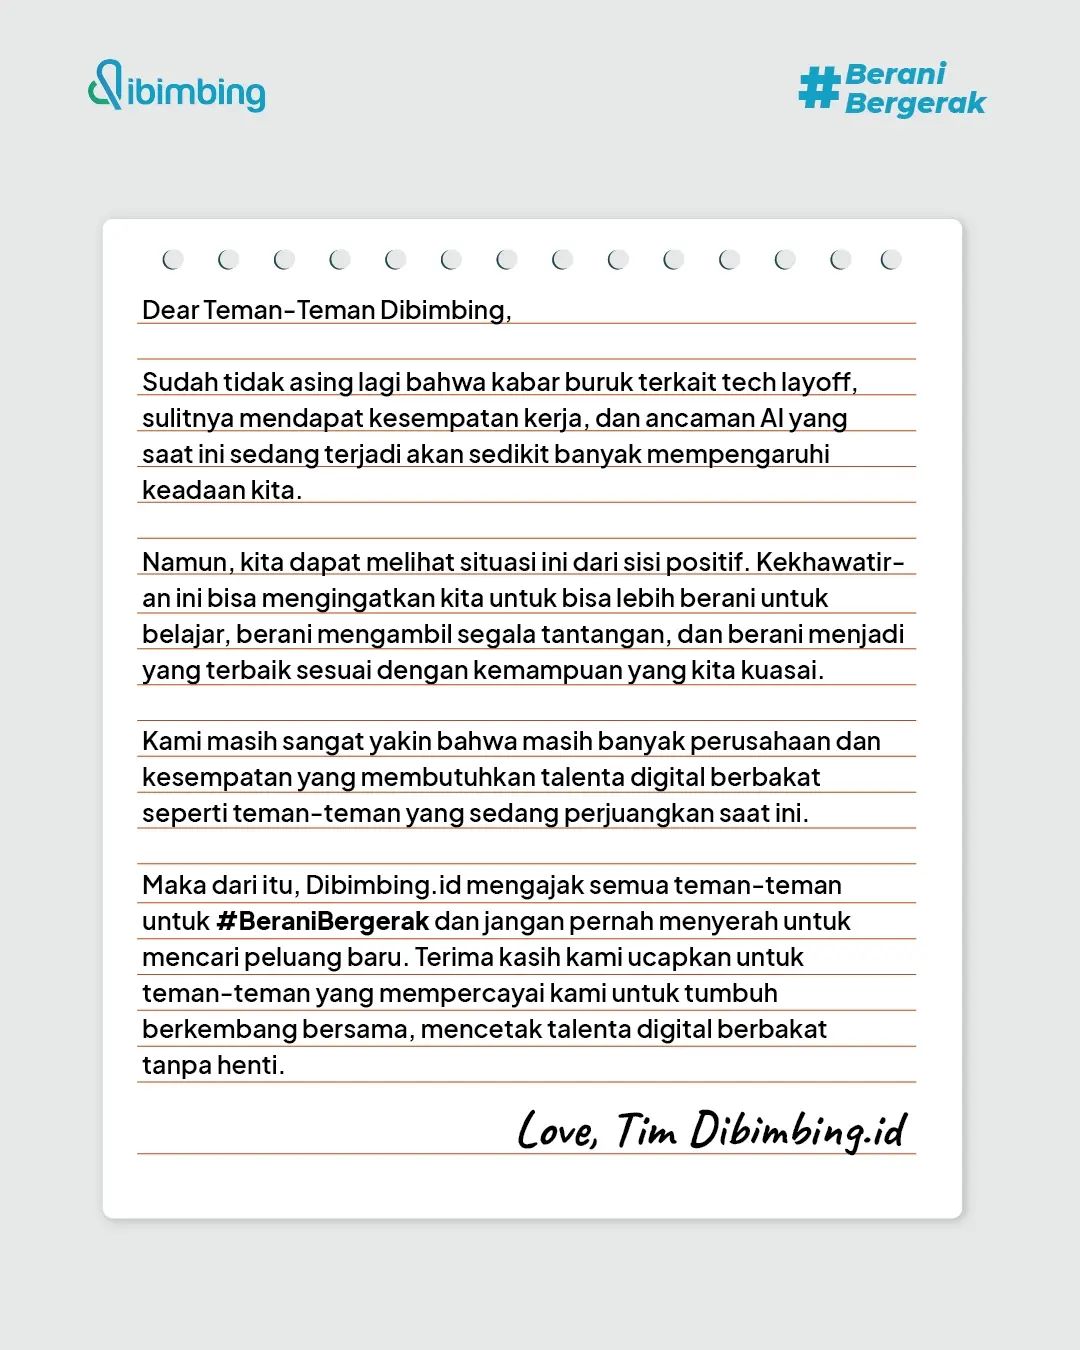 Dibimbing
#Berani
Bergerak
Dear Teman-Teman Dibimbing,
Sudah tidak asing lagi bahwa kabar buruk terkait tech layoff,
sulitnya mendapat kesempatan kerja, dan ancaman AI yang
saat ini sedang terjadi akan sedikit banyak mempengaruhi
keadaan kita.
Namun, kita dapat melihat situasi ini dari sisi positif. Kekhawatir-
an ini bisa mengingatkan kita untuk bisa lebih berani untuk
belajar, berani mengambil segala tantangan, dan berani menjadi
yang terbaik sesuai dengan kemampuan yang kita kuasai.
Kami masih sangat yakin bahwa masih banyak perusahaan dan
kesempatan yang membutuhkan talenta digital berbakat
seperti teman-teman yang sedang perjuangkan saat ini.
Maka dari itu, Dibimbing.id mengajak semua teman-teman
untuk #BeraniBergerak dan jangan pernah menyerah untuk
mencari peluang baru. Terima kasih kami ucapkan untuk
teman-teman yang mempercayai kami untuk tumbuh
berkembang bersama, mencetak talenta digital berbakat
tanpa henti.
Love, Tim Dibimbing.id